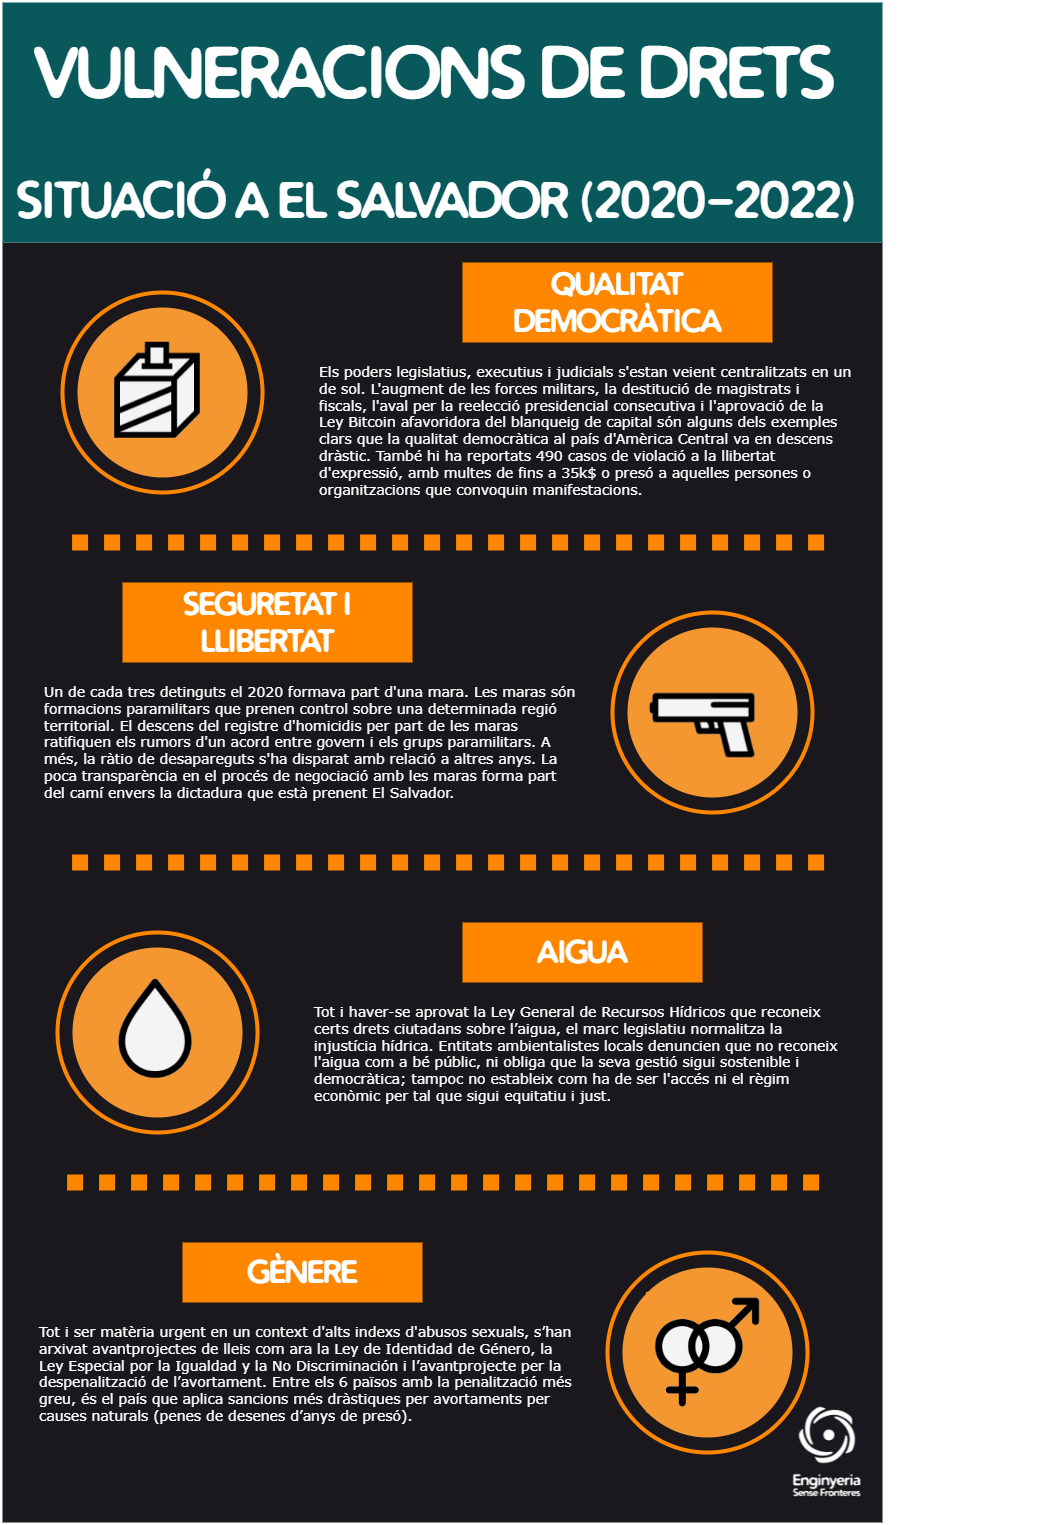 VULNERACIONS DE DRETS
SITUACIÓ A EL SALVADOR (2020-2022)
QUALITAT
DEMOCRÀTICA
Els poders legislatius, executius i judicials s'estan veient centralitzats en un
de sol. L'augment de les forces militars, la destitució de magistrats i
fiscals, l'aval per la reelecció presidencial consecutiva i l'aprovació de la
Ley Bitcoin afavoridora del blanqueig de capital són alguns dels exemples
clars que la qualitat democràtica al país d'Amèrica Central va en descens
dràstic. També hi ha reportats 490 casos de violació a la llibertat
d'expressió, amb multes de fins a 35k$ o presó a aquelles persones o
organitzacions que convoquin manifestacions.
SEGURETAT I
LLIBERTAT
Un de cada tres detinguts el 2020 formava part d'una mara. Les maras són
formacions paramilitars que prenen control sobre una determinada regió
territorial. El descens del registre d'homicidis per part de les maras
ratifiquen els rumors d'un acord entre govern i els grups paramilitars. A
més, la ràtio de desapareguts s'ha disparat amb relació a altres anys. La
poca transparència en el procés de negociació amb les maras forma part
del camí envers la dictadura que està prenent El Salvador.
AIGUA
Tot i haver-se aprovat la Ley General de Recursos Hídricos que reconeix
certs drets ciutadans sobre l’aigua, el marc legislatiu normalitza la
injustícia hídrica. Entitats ambientalistes locals denuncien que no reconeix
l'aigua com a bé públic, ni obliga que la seva gestió sigui sostenible i
democràtica; tampoc no estableix com ha de ser l'accés ni el règim
econòmic per tal que sigui equitatiu i just.
GÈNERE
Tot i ser matèria urgent en un context d'alts indexs d'abusos sexuals, s’han
arxivat avantprojectes de lleis com ara la Ley de Identidad de Género, la
Ley Especial por la Igualdad y la No Discriminación i l’avantprojecte per la
despenalització de l’avortament. Entre els 6 països amb la penalització més
greu, és el país que aplica sancions més dràstiques per avortaments per
causes naturals (penes de desenes d’anys de presó).
Enginyeria
Sense Fronteres